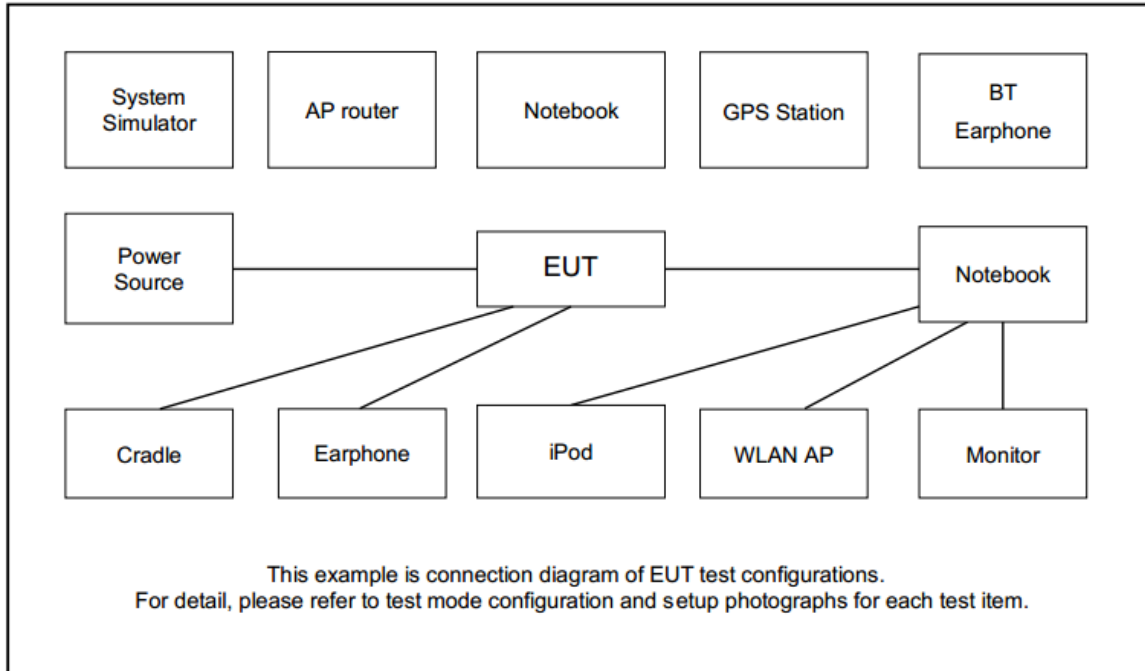 System
Simulator
AP router
Notebook
GPS Station
BT
Earphone
Power
Source
EUT
Notebook
Cradle
Earphone
iPod
WLAN AP
Monitor
This example is connection diagram of EUT test configurations.
For detail, please refer to test mode configuration and setup photographs for each test item.